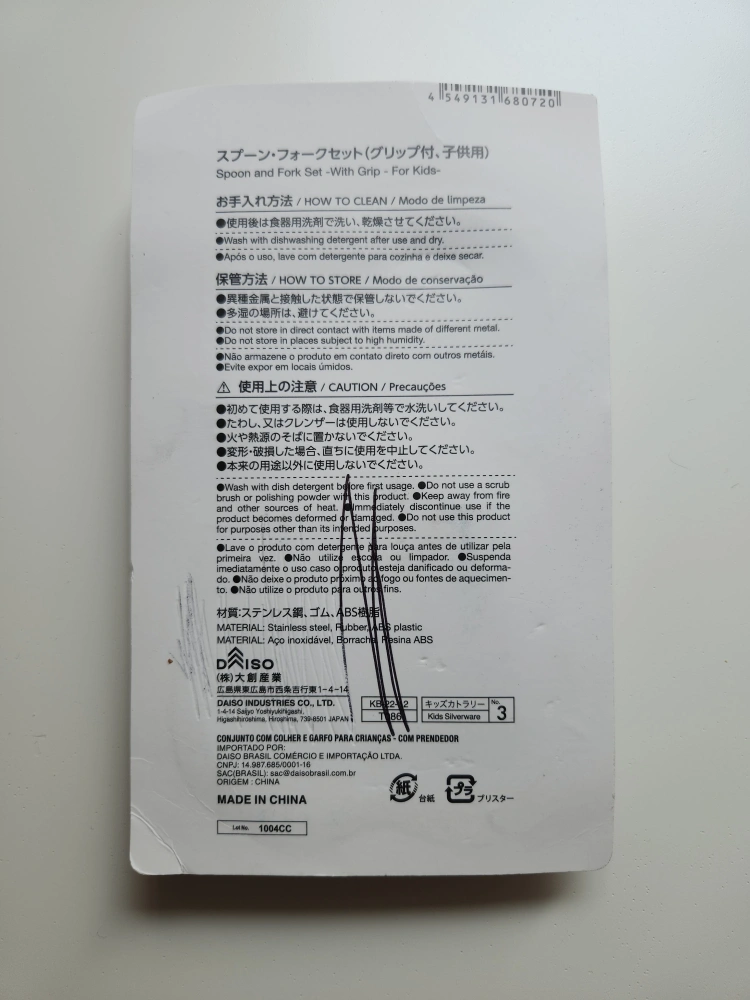 4 549131 680720
スプーン・フォークセット(グリップ付、子供用)
Spoon and Fork Set -With Grip - For Kids-
お手入れ方法 / HOW TO CLEAN / Modo de limpeza
●使用後は食器用洗剤で洗い、乾燥させてください。
●Wash with dishwashing detergent after use and dry.
●Após o uso, lave com detergente para cozinha e deixe secar.
保管方法 / HOW TO STORE / Modo de conservação
●異種金属と接触した状態で保管しないでください。
●多湿の場所は、避けてください。
●Do not store in direct contact with items made of different metal.
●Do not store in places subject to high humidity.
●Não armazene o produto em contato direto com outros metáis.
●Evite expor em locais úmidos.
⚠ 使用上の注意 / CAUTION / Precauções
●初めて使用する際は、食器用洗剤等で水洗いしてください。
●たわし、又はクレンザーは使用しないでください。
●火や熱源のそばに置かないでください。
●変形・破損した場合、直ちに使用を中止してください。
●本来の用途以外に使用しないでください。
●Wash with dish detergent before first usage. ●Do not use a scrub
brush or polishing powder with this product. ●Keep away from fire
and other sources of heat. ●Immediately discontinue use if the
product becomes deformed or damaged. ●Do not use this product
for purposes other than its intended purposes.
●Lave o produto com detergente para louça antes de utilizar pela
primeira vez. ●Não utilize escova ou limpador. ●Suspenda
imediatamente o uso caso o produto esteja danificado ou deforma-
do. ●Não deixe o produto próximo ao fogo ou fontes de aquecimen-
to. ●Não utilize o produto para outros fins.
材質:ステンレス鋼、ゴム、ABS樹脂
MATERIAL: Stainless steel, Rubber, ABS plastic
MATERIAL: Aço inoxidável, Borracha, Resina ABS
DAISO
(株)大創産業
広島県東広島市西条吉行東1-4-14
DAISO INDUSTRIES CO., LTD.
1-4-14 Saijyo Yoshiyukihigashi,
Higashihiroshima, Hiroshima, 739-8501 JAPAN
キッズカトラリー
Kids Silverware
No.
3
CONJUNTO COM COLHER E GARFO PARA CRIANÇAS - COM PRENDEDOR
IMPORTADO POR:
DAISO BRASIL COMÉRCIO E IMPORTAÇÃO LTDA.
CNPJ: 14.987.685/0001-16
SAC(BRASIL): sac@daisobrasil.com.br
ORIGEM : CHINA
MADE IN CHINA
紙 台紙
プラ ブリスター
Lot No. 1004CC